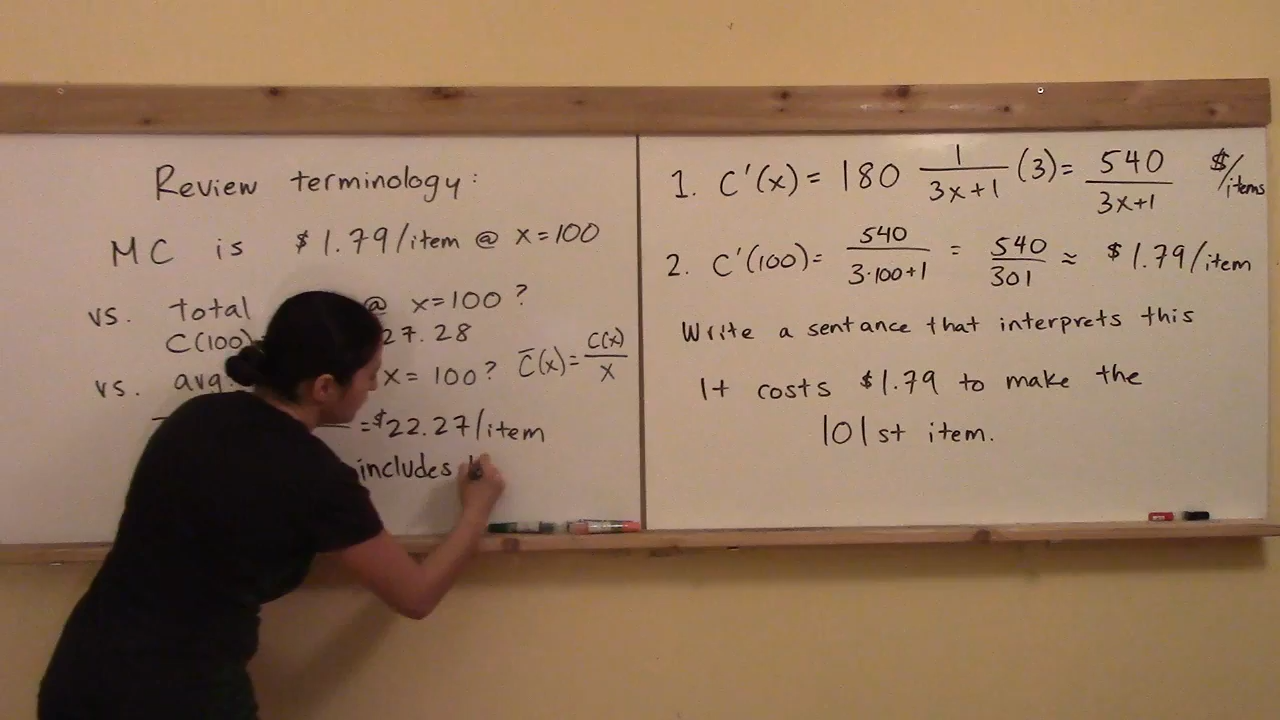 Review terminology:
MC is $1.79/item @ x=100
vs. total @ x=100?
C(100) 27.28
vs. avg. x = 100? C̄(x) = C(x)/x
= $22.27/item
includes
1. C'(x) = 180 1/(3x+1) (3) = 540/(3x+1) $/items
2. C'(100) = 540/(3·100+1) = 540/301 ≈ $1.79/item
Write a sentence that interprets this
It costs $1.79 to make the
101st item.